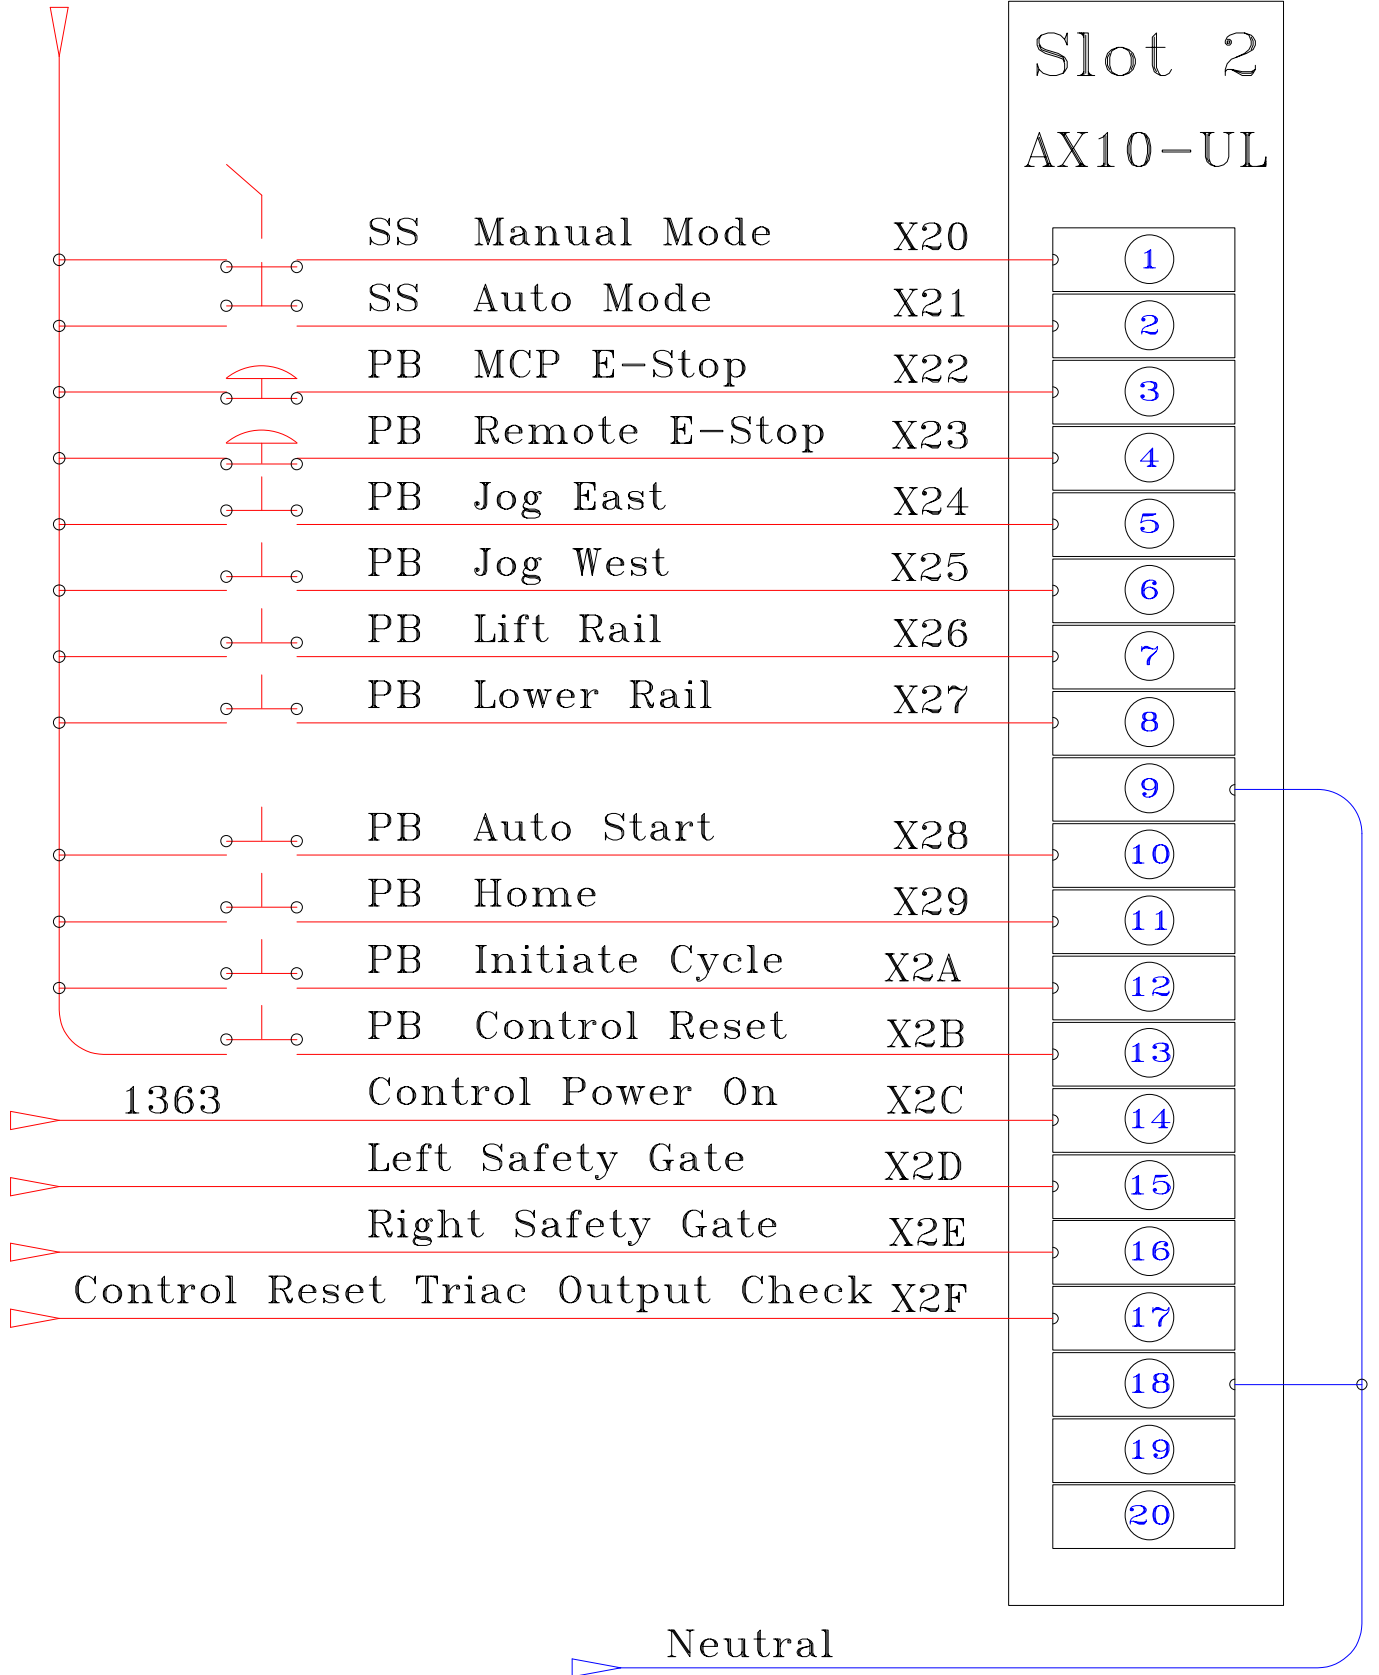 Slot 2
AX10-UL
SS Manual Mode X20 1
SS Auto Mode X21 2
PB MCP E-Stop X22 3
PB Remote E-Stop X23 4
PB Jog East X24 5
PB Jog West X25 6
PB Lift Rail X26 7
PB Lower Rail X27 8
9
PB Auto Start X28 10
PB Home X29 11
PB Initiate Cycle X2A 12
PB Control Reset X2B 13
1363 Control Power On X2C 14
Left Safety Gate X2D 15
Right Safety Gate X2E 16
Control Reset Triac Output Check X2F 17
18
19
20
Neutral